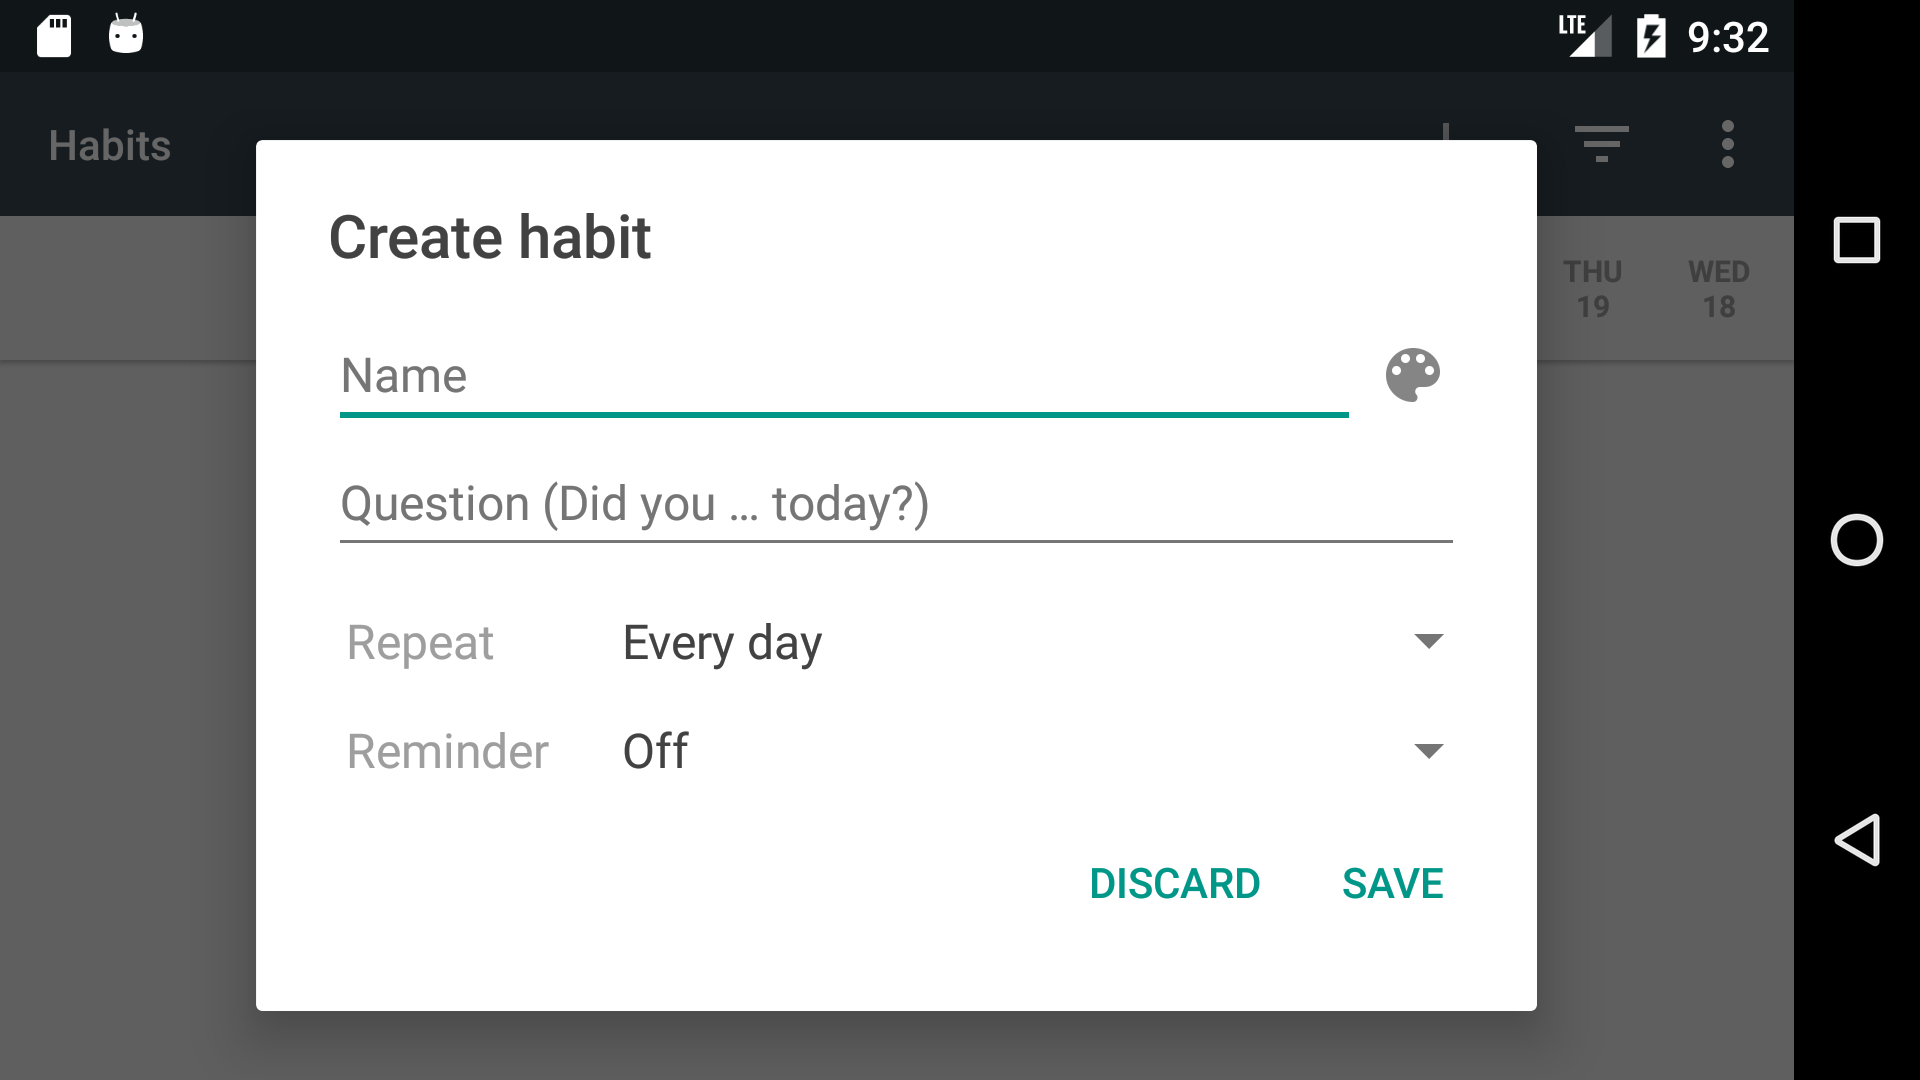 LTE 9:32
Habits
THU WED
19 18
Create habit
Name
Question (Did you … today?)
Repeat Every day
Reminder Off
DISCARD SAVE